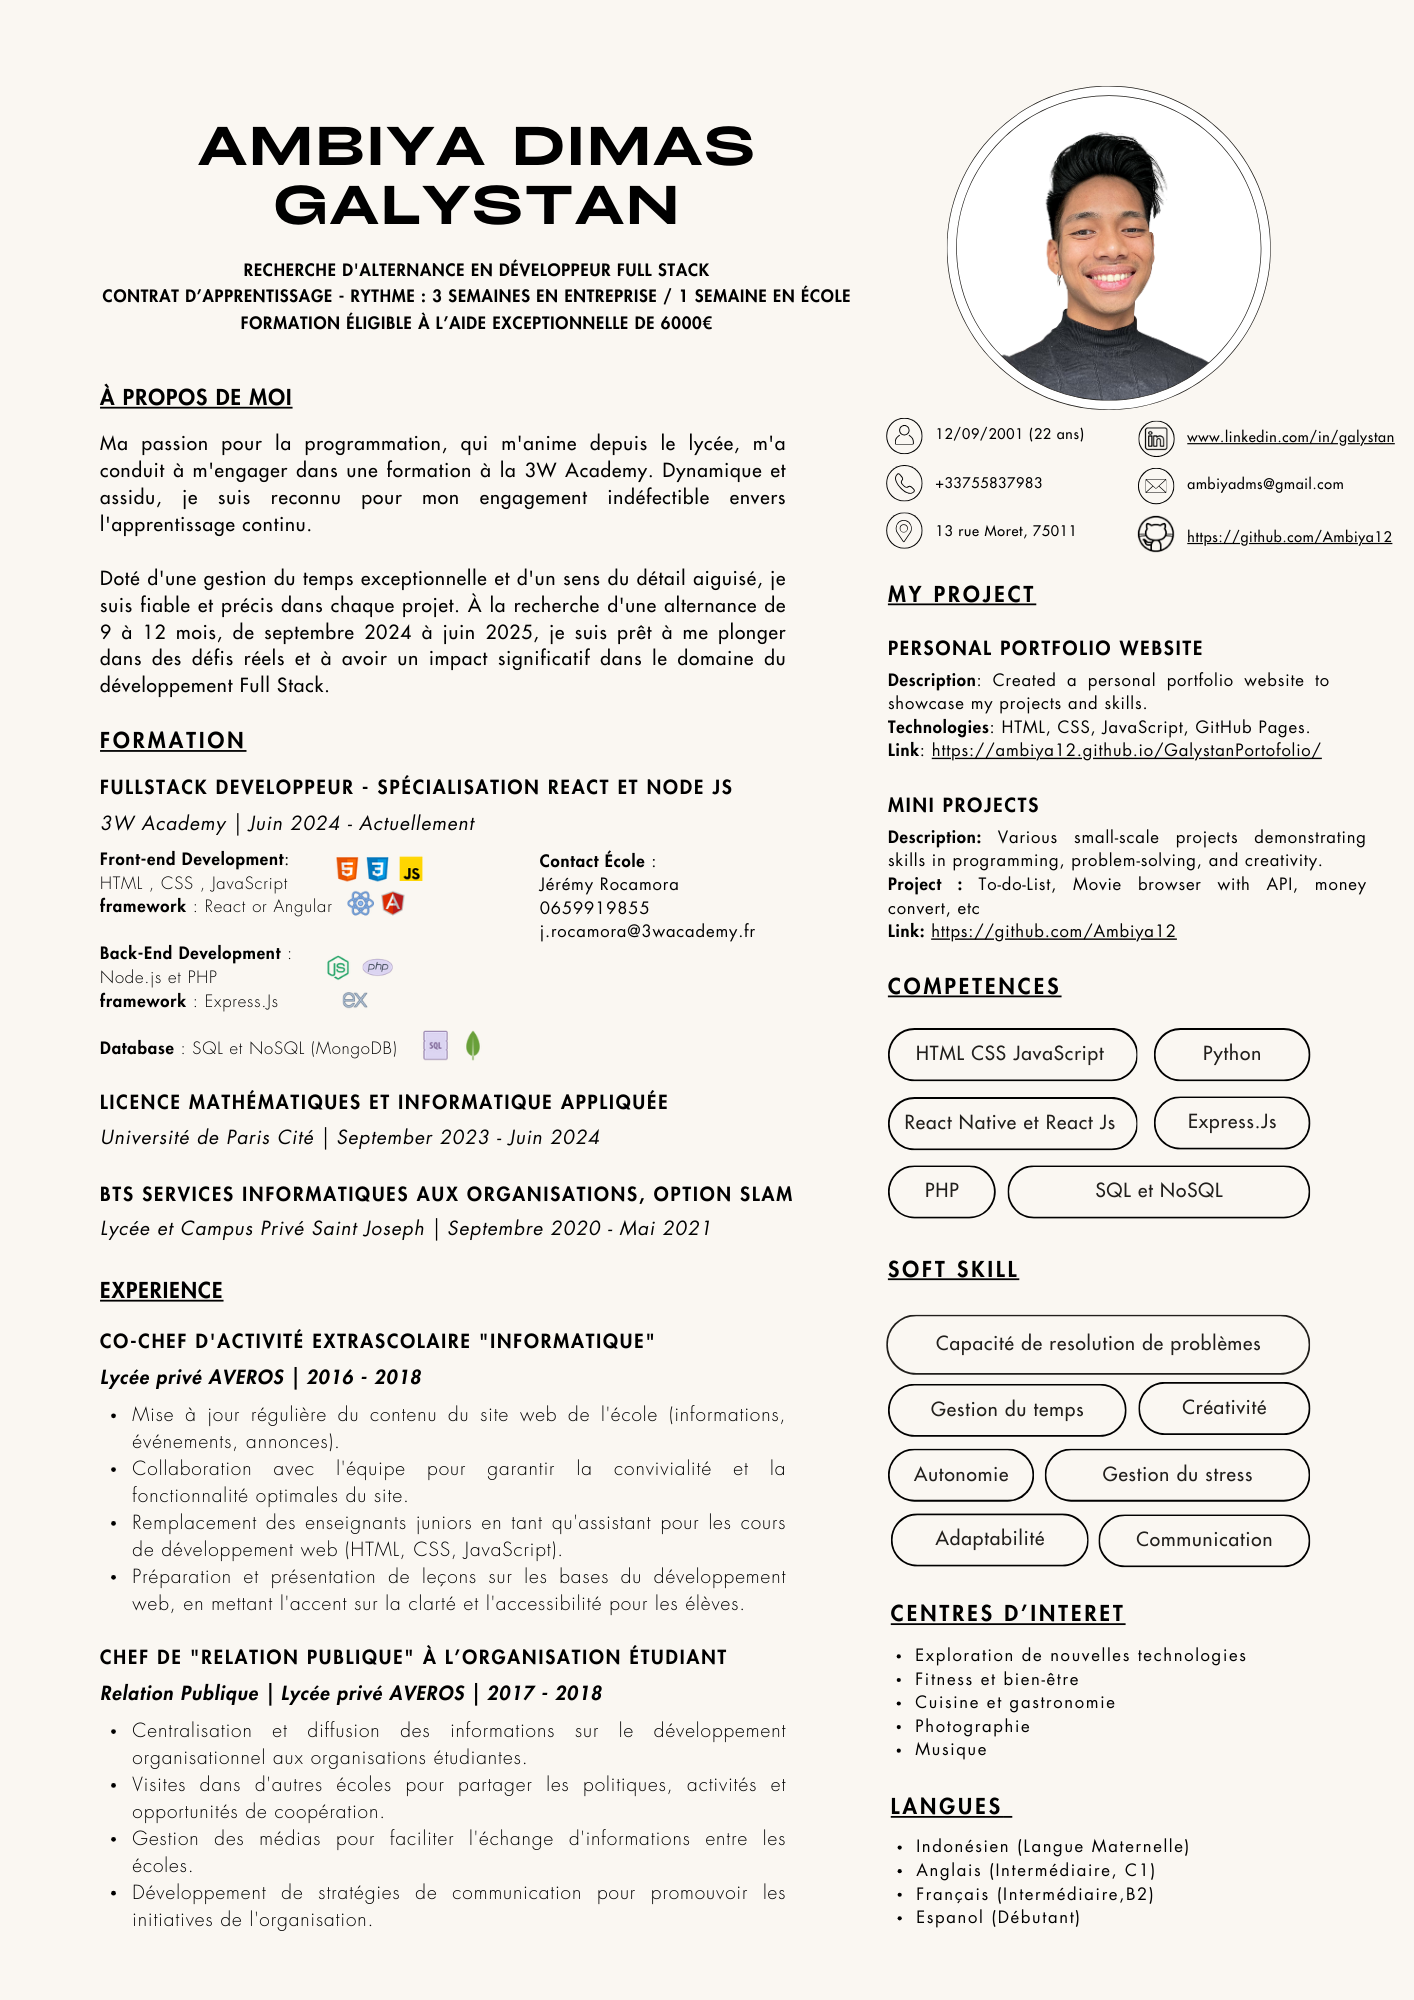 AMBIYA DIMAS
GALYSTAN
RECHERCHE D'ALTERNANCE EN DÉVELOPPEUR FULL STACK
CONTRAT D’APPRENTISSAGE - RYTHME : 3 SEMAINES EN ENTREPRISE / 1 SEMAINE EN ÉCOLE
FORMATION ÉLIGIBLE À L’AIDE EXCEPTIONNELLE DE 6000€
À PROPOS DE MOI
Ma passion pour la programmation, qui m'anime depuis le lycée, m'a
conduit à m'engager dans une formation à la 3W Academy. Dynamique et
assidu, je suis reconnu pour mon engagement indéfectible envers
l'apprentissage continu.
Doté d'une gestion du temps exceptionnelle et d'un sens du détail aiguisé, je
suis fiable et précis dans chaque projet. À la recherche d'une alternance de
9 à 12 mois, de septembre 2024 à juin 2025, je suis prêt à me plonger
dans des défis réels et à avoir un impact significatif dans le domaine du
développement Full Stack.
FORMATION
FULLSTACK DEVELOPPEUR - SPÉCIALISATION REACT ET NODE JS
3W Academy | Juin 2024 - Actuellement
Front-end Development:
HTML , CSS , JavaScript
JS
framework : React or Angular
Back-End Development :
Node.js et PHP
JS
php
framework : Express.Js
ex
Database : SQL et NoSQL (MongoDB)
SQL
Contact École :
Jérémy Rocamora
0659919855
j.rocamora@3wacademy.fr
LICENCE MATHÉMATIQUES ET INFORMATIQUE APPLIQUÉE
Université de Paris Cité | September 2023 - Juin 2024
BTS SERVICES INFORMATIQUES AUX ORGANISATIONS, OPTION SLAM
Lycée et Campus Privé Saint Joseph | Septembre 2020 - Mai 2021
EXPERIENCE
CO-CHEF D'ACTIVITÉ EXTRASCOLAIRE "INFORMATIQUE"
Lycée privé AVEROS | 2016 - 2018
• Mise à jour régulière du contenu du site web de l'école (informations,
événements, annonces).
• Collaboration avec l'équipe pour garantir la convivialité et la
fonctionnalité optimales du site.
• Remplacement des enseignants juniors en tant qu'assistant pour les cours
de développement web (HTML, CSS, JavaScript).
• Préparation et présentation de leçons sur les bases du développement
web, en mettant l'accent sur la clarté et l'accessibilité pour les élèves.
CHEF DE "RELATION PUBLIQUE" À L’ORGANISATION ÉTUDIANT
Relation Publique | Lycée privé AVEROS | 2017 - 2018
• Centralisation et diffusion des informations sur le développement
organisationnel aux organisations étudiantes.
• Visites dans d'autres écoles pour partager les politiques, activités et
opportunités de coopération.
• Gestion des médias pour faciliter l'échange d'informations entre les
écoles.
• Développement de stratégies de communication pour promouvoir les
initiatives de l'organisation.
12/09/2001 (22 ans)
www.linkedin.com/in/galystan
+33755837983
ambiyadms@gmail.com
13 rue Moret, 75011
https://github.com/Ambiya12
MY PROJECT
PERSONAL PORTFOLIO WEBSITE
Description: Created a personal portfolio website to
showcase my projects and skills.
Technologies: HTML, CSS, JavaScript, GitHub Pages.
Link: https://ambiya12.github.io/GalystanPortofolio/
MINI PROJECTS
Description: Various small-scale projects demonstrating
skills in programming, problem-solving, and creativity.
Project : To-do-List, Movie browser with API, money
convert, etc
Link: https://github.com/Ambiya12
COMPETENCES
HTML CSS JavaScript
Python
React Native et React Js
Express.Js
PHP
SQL et NoSQL
SOFT SKILL
Capacité de resolution de problèmes
Gestion du temps
Créativité
Autonomie
Gestion du stress
Adaptabilité
Communication
CENTRES D’INTERET
• Exploration de nouvelles technologies
• Fitness et bien-être
• Cuisine et gastronomie
• Photographie
• Musique
LANGUES
• Indonésien (Langue Maternelle)
• Anglais (Intermédiaire, C1)
• Français (Intermédiaire,B2)
• Espanol (Débutant)